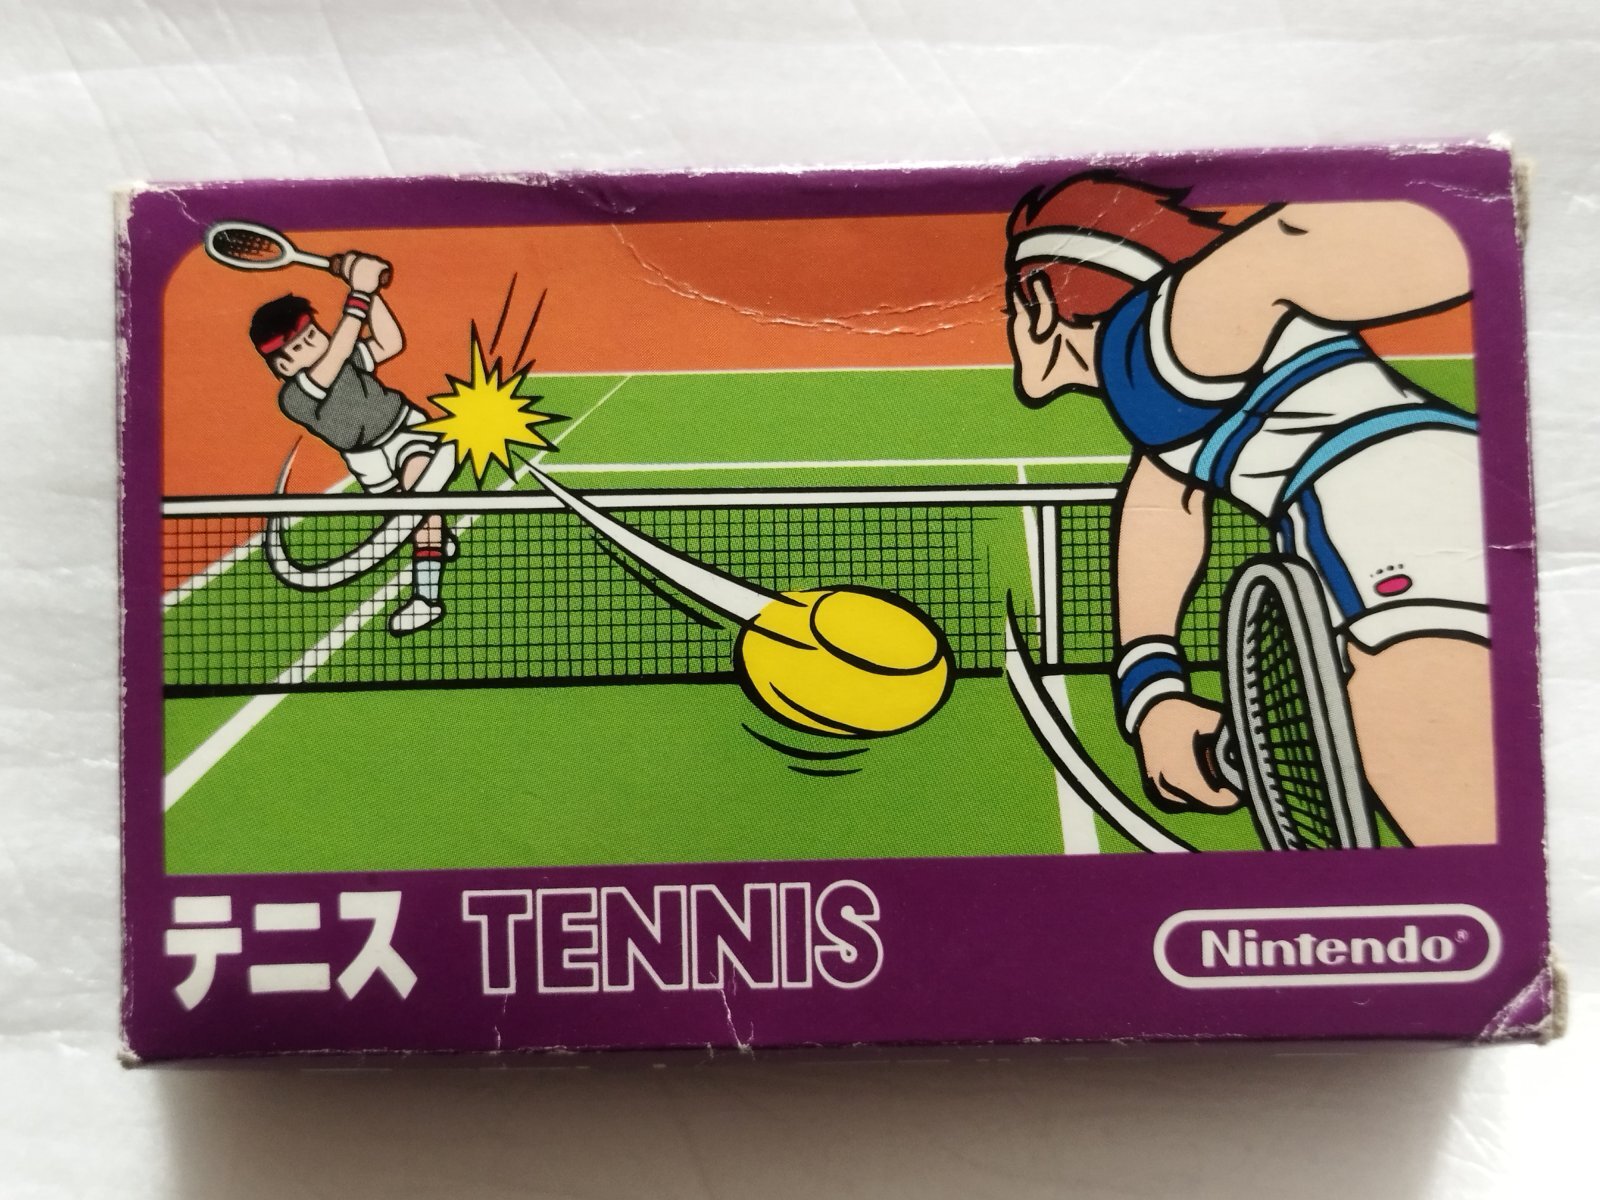 テニス TENNIS
Nintendo®